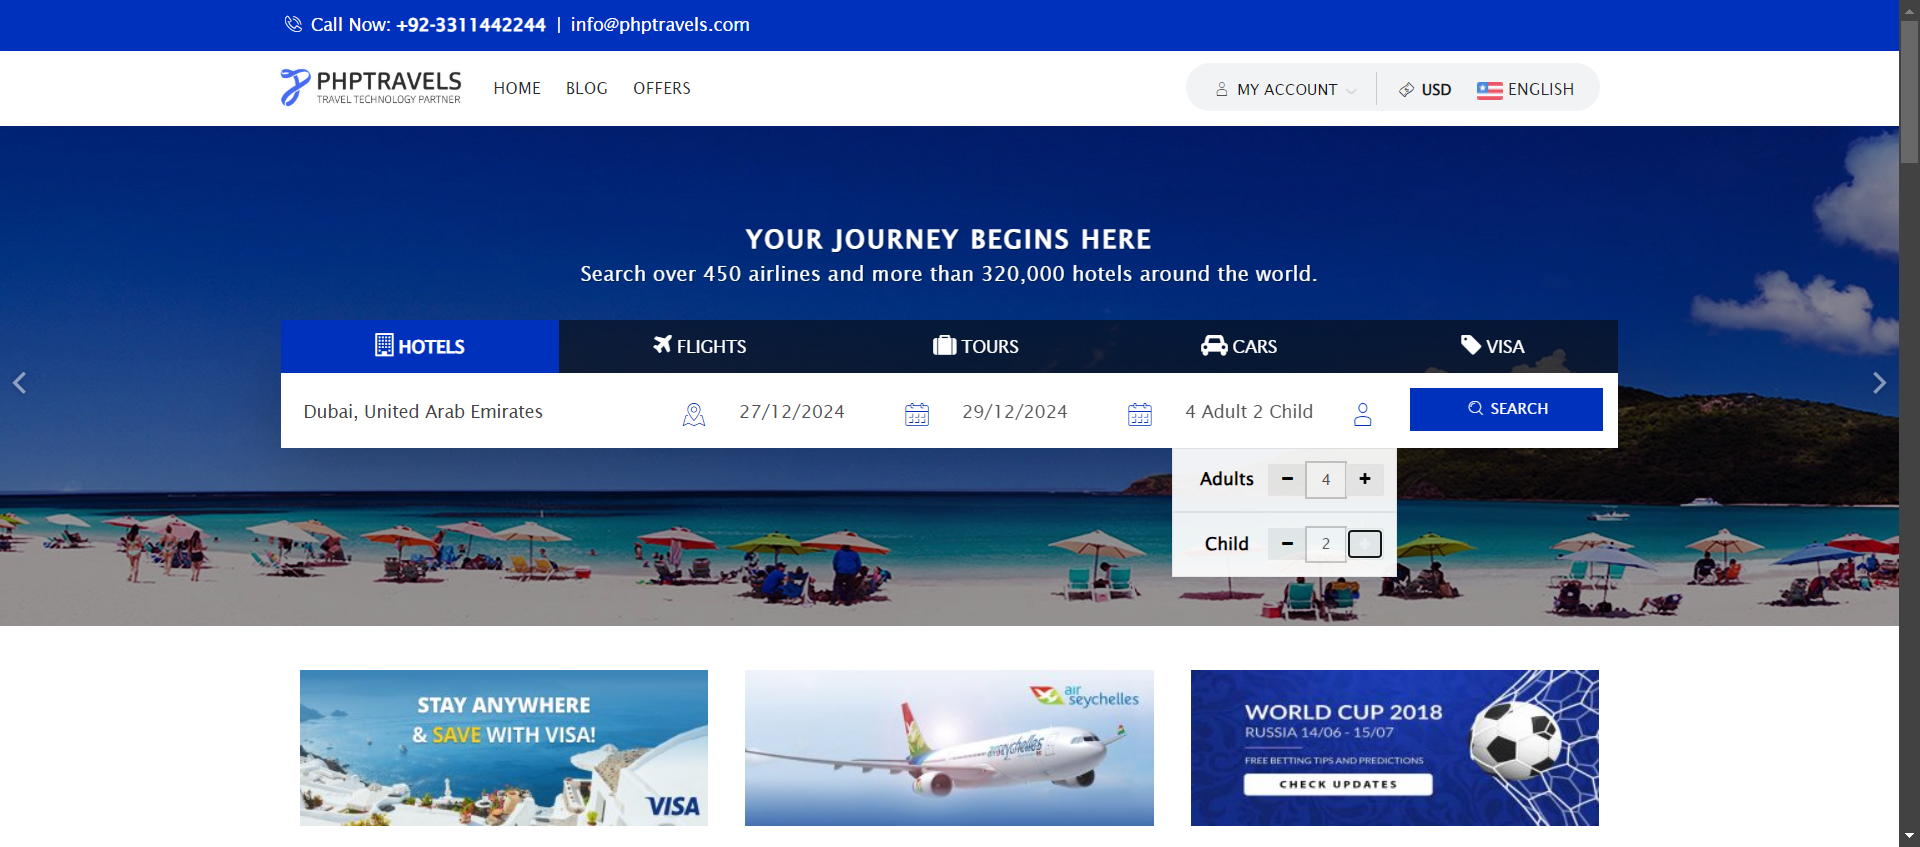 Call Now: +92-3311442244 | info@phptravels.com
PHPTRAVELS
TRAVEL TECHNOLOGY PARTNER
HOME BLOG OFFERS
MY ACCOUNT USD ENGLISH
YOUR JOURNEY BEGINS HERE
Search over 450 airlines and more than 320,000 hotels around the world.
HOTELS FLIGHTS TOURS CARS VISA
Dubai, United Arab Emirates 27/12/2024 29/12/2024 4 Adult 2 Child SEARCH
Adults - 4 +
Child - 2 +
STAY ANYWHERE
& SAVE WITH VISA!
VISA
air
seychelles
airseychelles
WORLD CUP 2018
RUSSIA 14/06 - 15/07
FREE BETTING TIPS AND PREDICTIONS
CHECK UPDATES